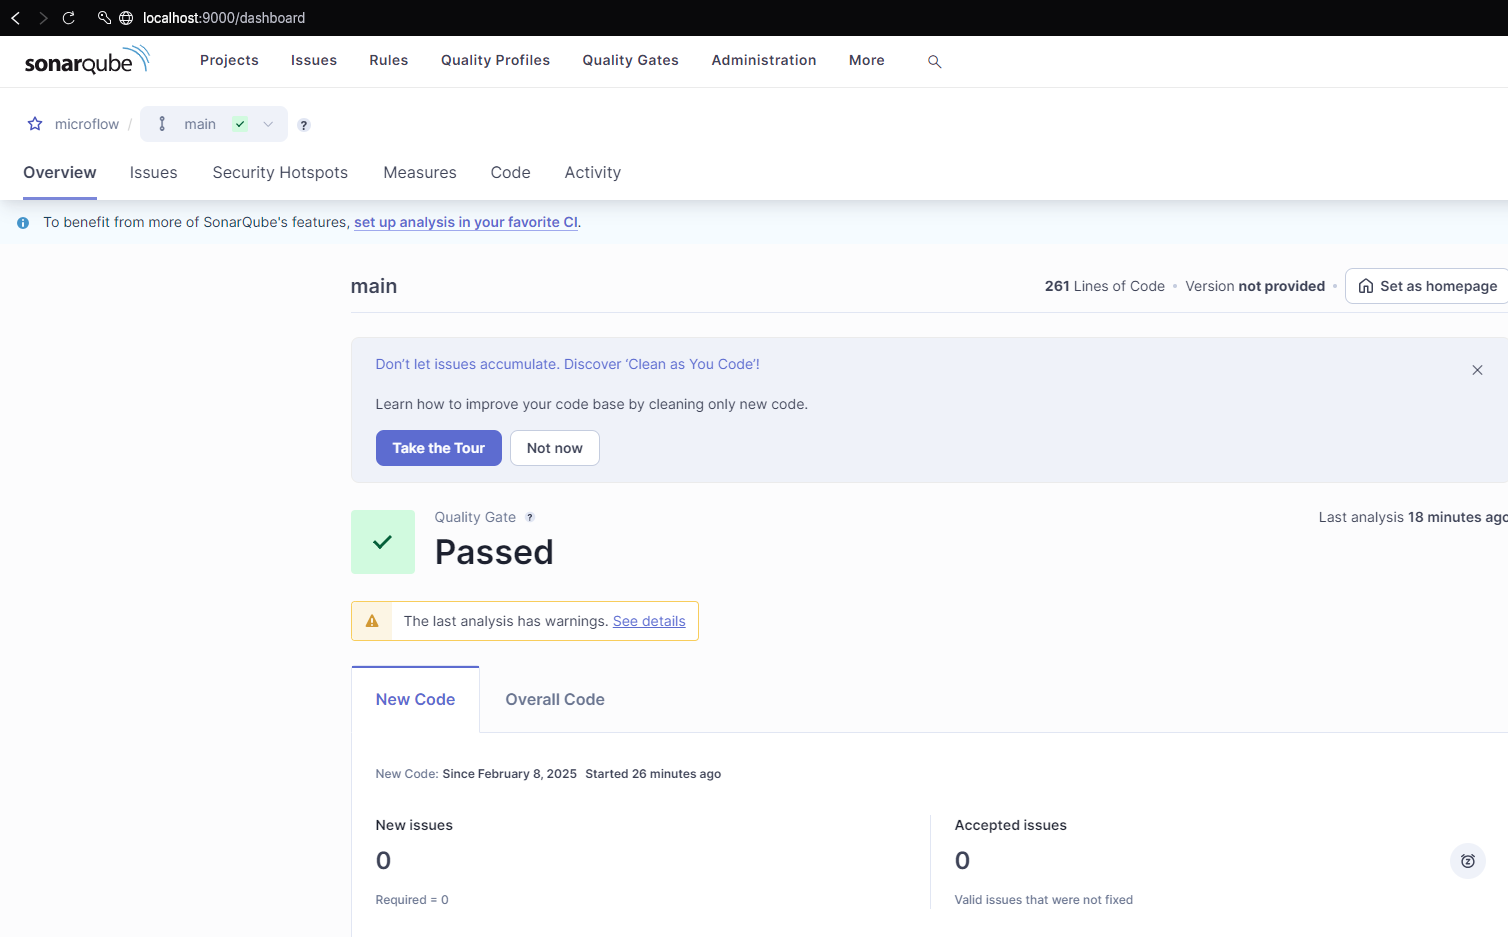 localhost:9000/dashboard
sonarqube Projects Issues Rules Quality Profiles Quality Gates Administration More
microflow / main ?
Overview Issues Security Hotspots Measures Code Activity
To benefit from more of SonarQube's features, set up analysis in your favorite CI.
main 261 Lines of Code • Version not provided • Set as homepage
Don’t let issues accumulate. Discover ‘Clean as You Code’!
Learn how to improve your code base by cleaning only new code.
Take the Tour Not now
Quality Gate ? Last analysis 18 minutes ago
Passed
The last analysis has warnings. See details
New Code Overall Code
New Code: Since February 8, 2025 Started 26 minutes ago
New issues Accepted issues
0 0
Required = 0 Valid issues that were not fixed